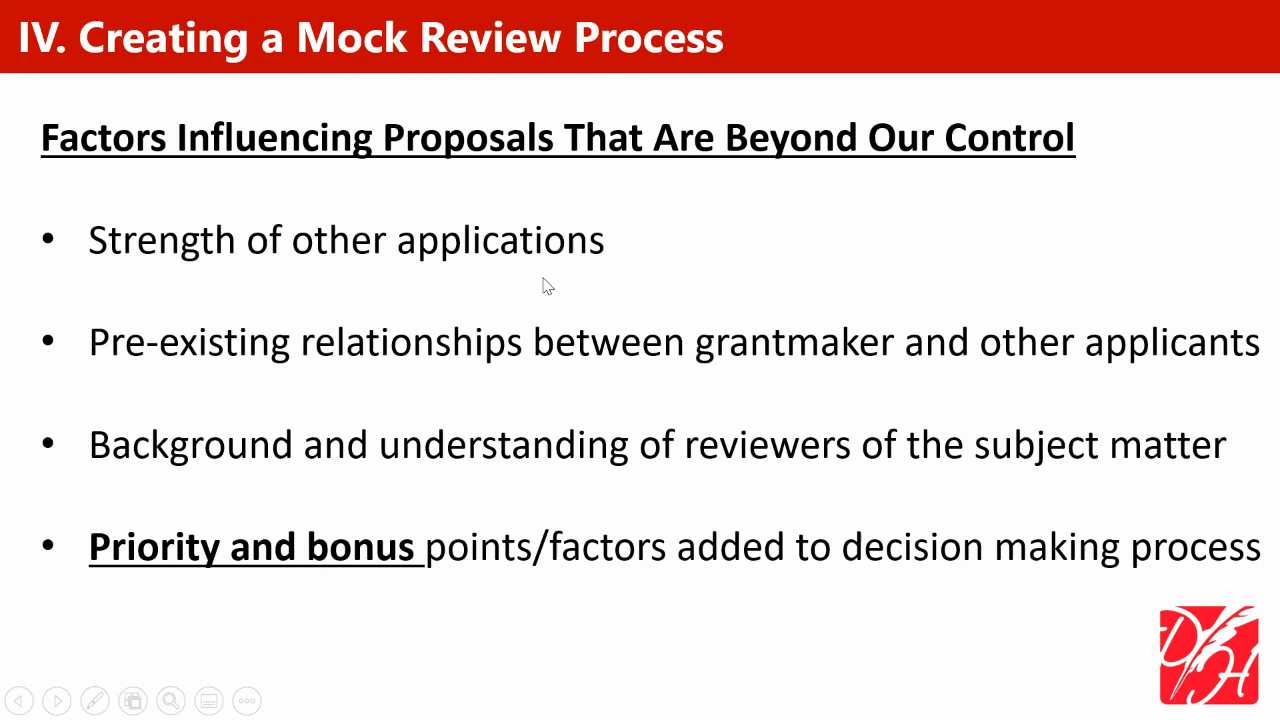 IV. Creating a Mock Review Process
Factors Influencing Proposals That Are Beyond Our Control
• Strength of other applications
• Pre-existing relationships between grantmaker and other applicants
• Background and understanding of reviewers of the subject matter
• Priority and bonus points/factors added to decision making process
DH